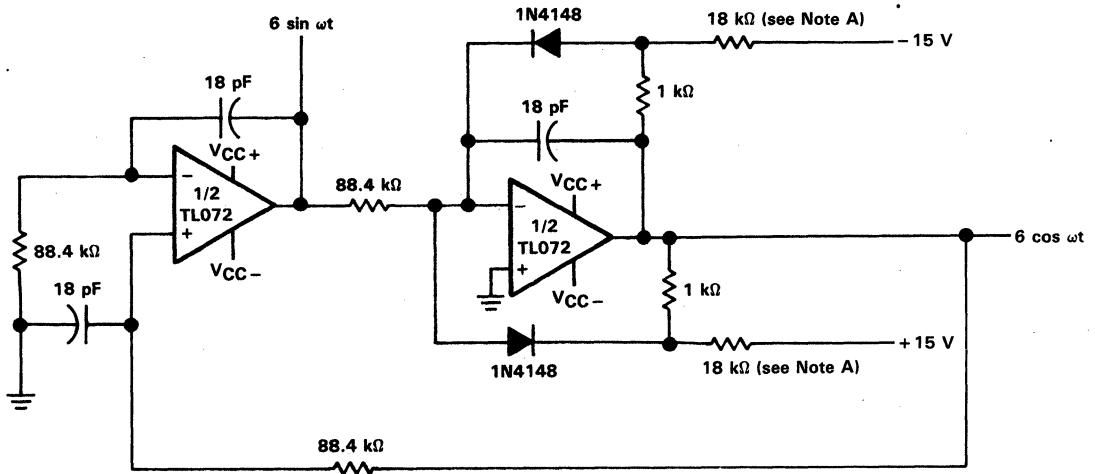 1N4148
18 kΩ (see Note A)
6 sin ωt
− 15 V
18 pF
1 kΩ
18 pF
VCC+
−
1/2
TL072
+
VCC−
88.4 kΩ
VCC+
−
1/2
TL072
+
VCC−
6 cos ωt
88.4 kΩ
18 pF
1 kΩ
+ 15 V
18 kΩ (see Note A)
1N4148
88.4 kΩ